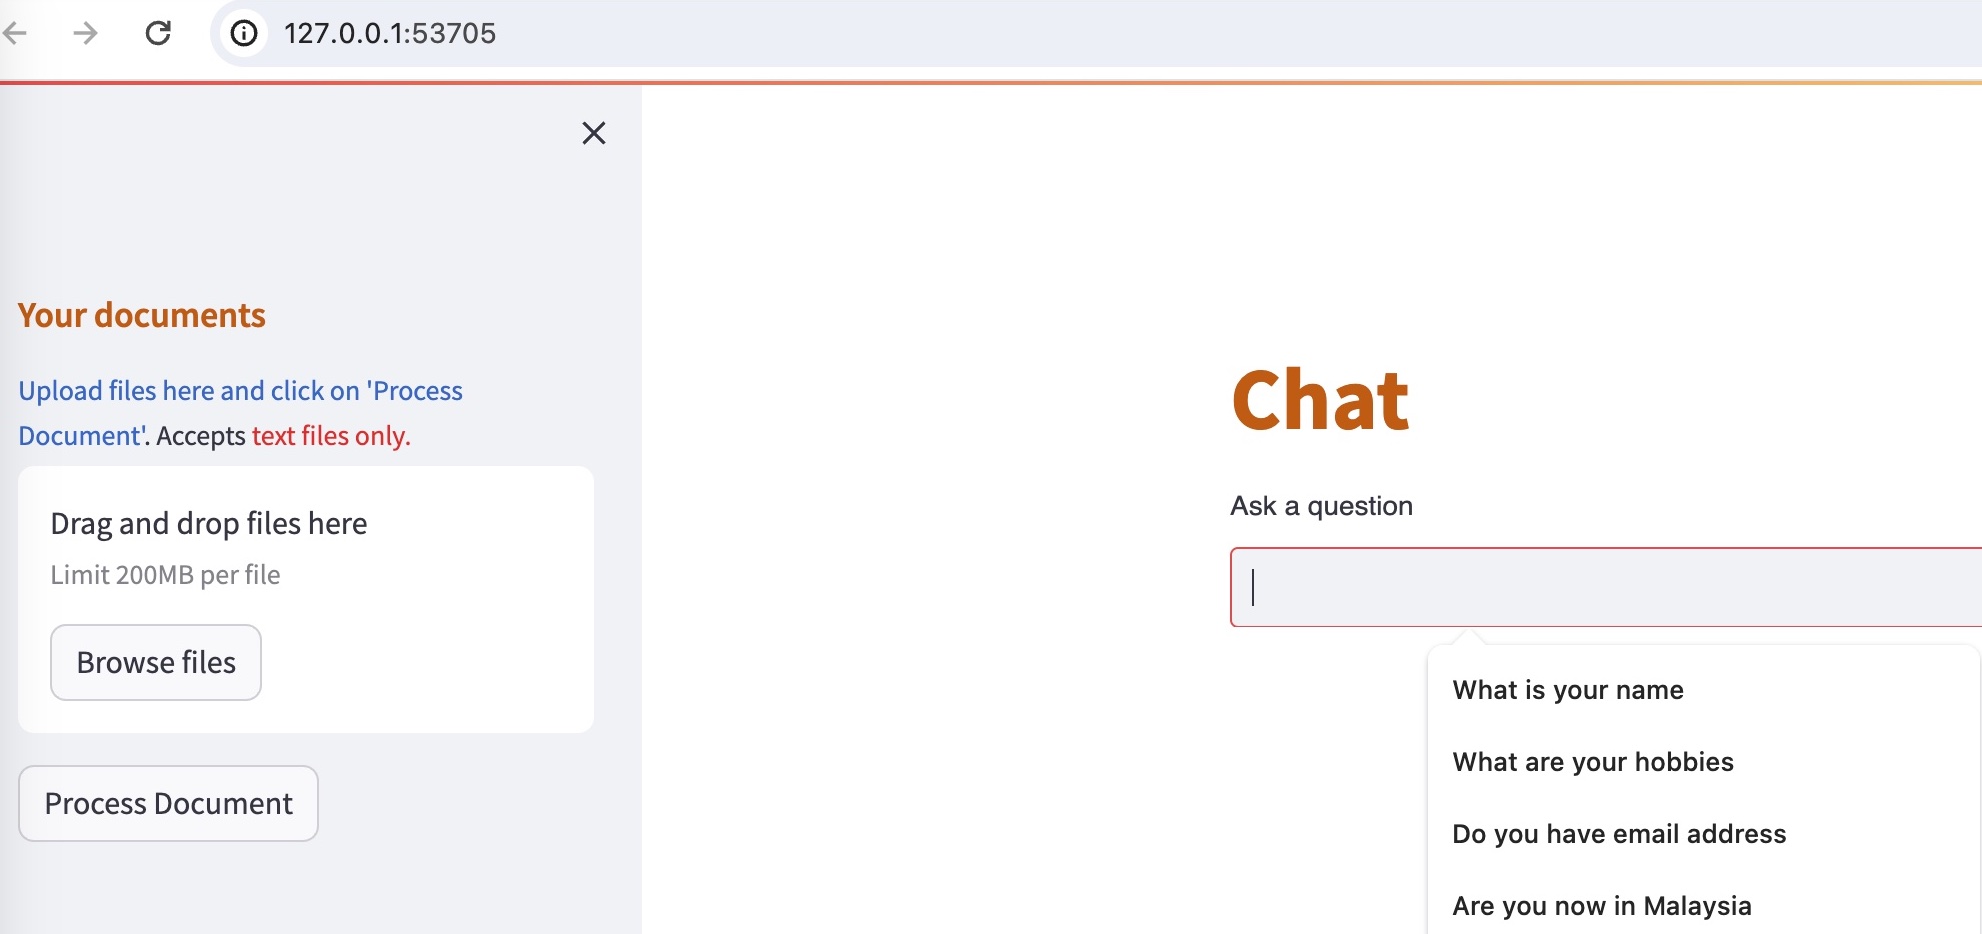 127.0.0.1:53705
Your documents
Upload files here and click on 'Process
Document'. Accepts text files only.
Drag and drop files here
Limit 200MB per file
Browse files
Process Document
Chat
Ask a question
What is your name
What are your hobbies
Do you have email address
Are you now in Malaysia